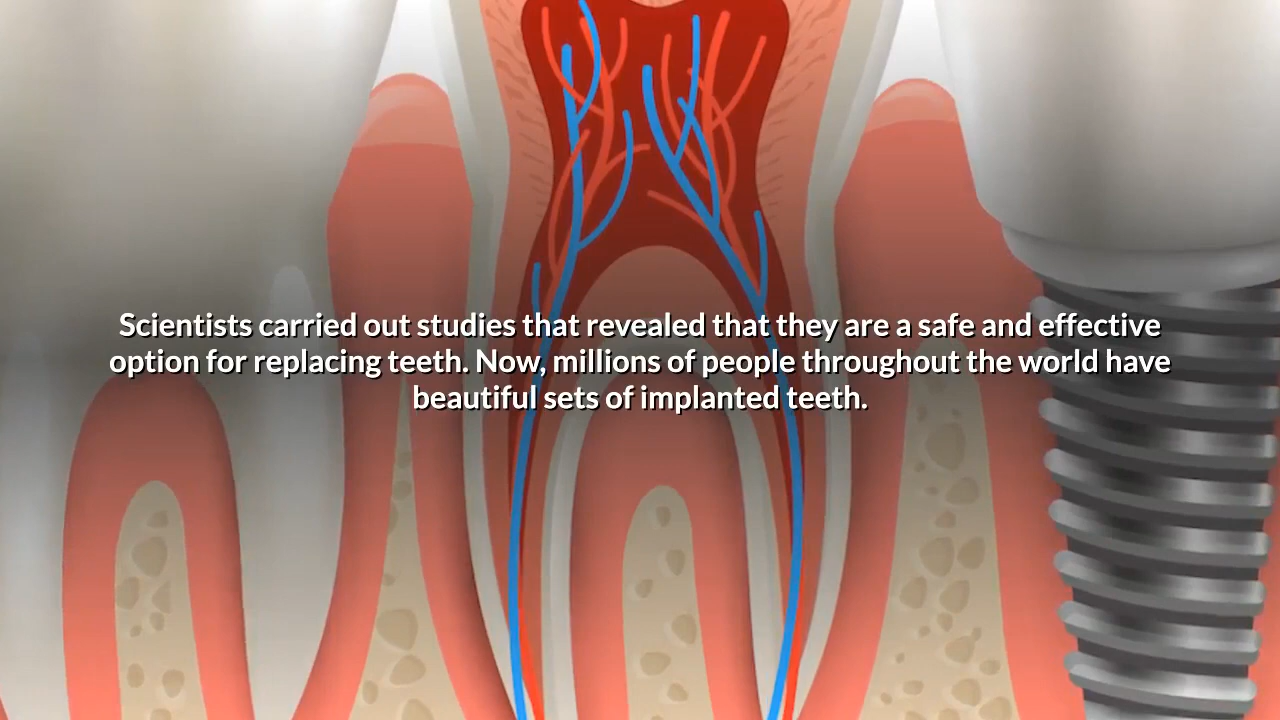 Scientists carried out studies that revealed that they are a safe and effective
option for replacing teeth. Now, millions of people throughout the world have
beautiful sets of implanted teeth.